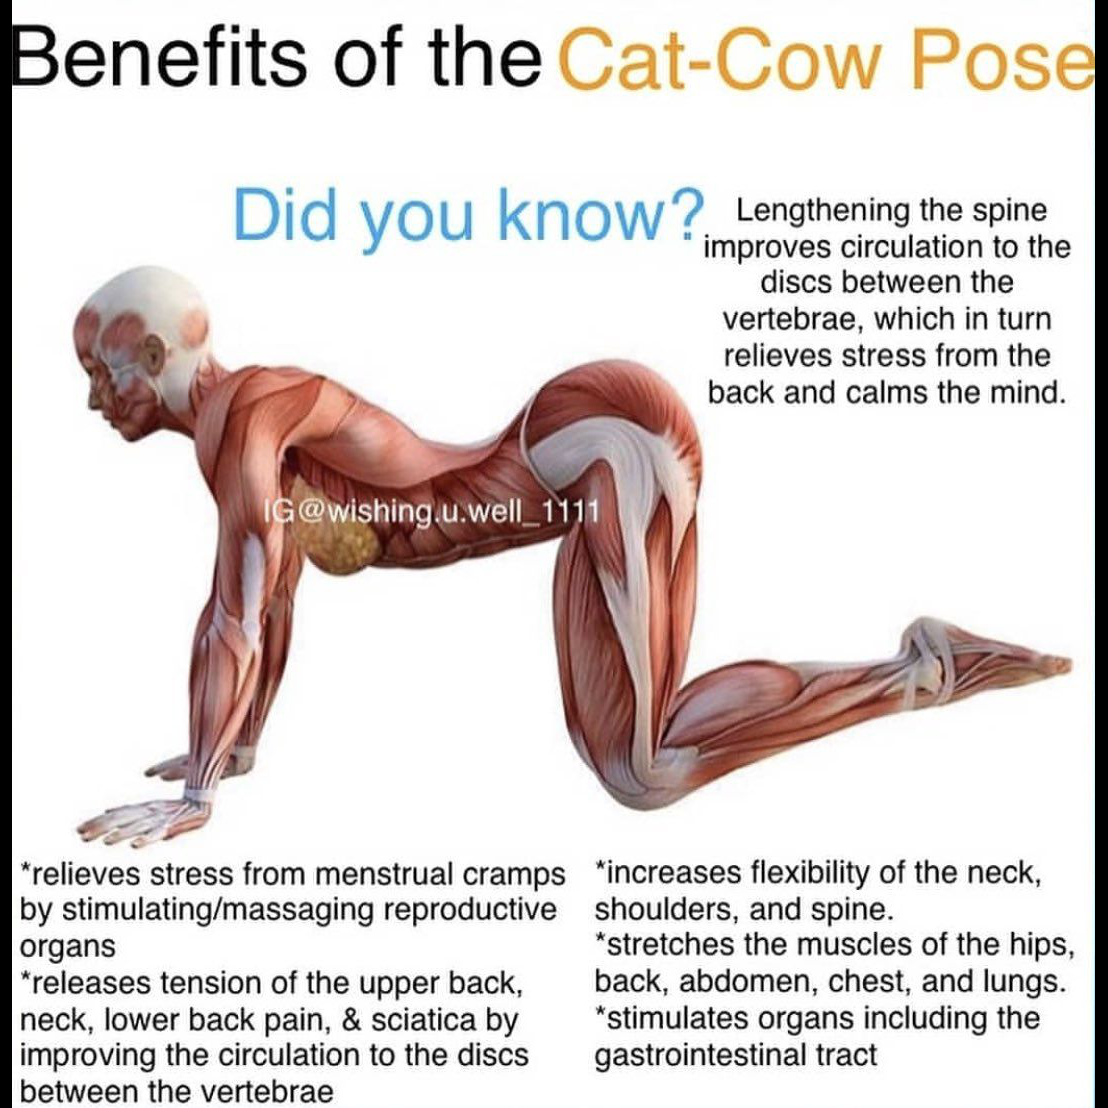 Benefits of the Cat-Cow Pose
Did you know?
Lengthening the spine
improves circulation to the
discs between the
vertebrae, which in turn
relieves stress from the
back and calms the mind.
IG@wishing.u.well_1111
*relieves stress from menstrual cramps
by stimulating/massaging reproductive
organs
*releases tension of the upper back,
neck, lower back pain, & sciatica by
improving the circulation to the discs
between the vertebrae
*increases flexibility of the neck,
shoulders, and spine.
*stretches the muscles of the hips,
back, abdomen, chest, and lungs.
*stimulates organs including the
gastrointestinal tract